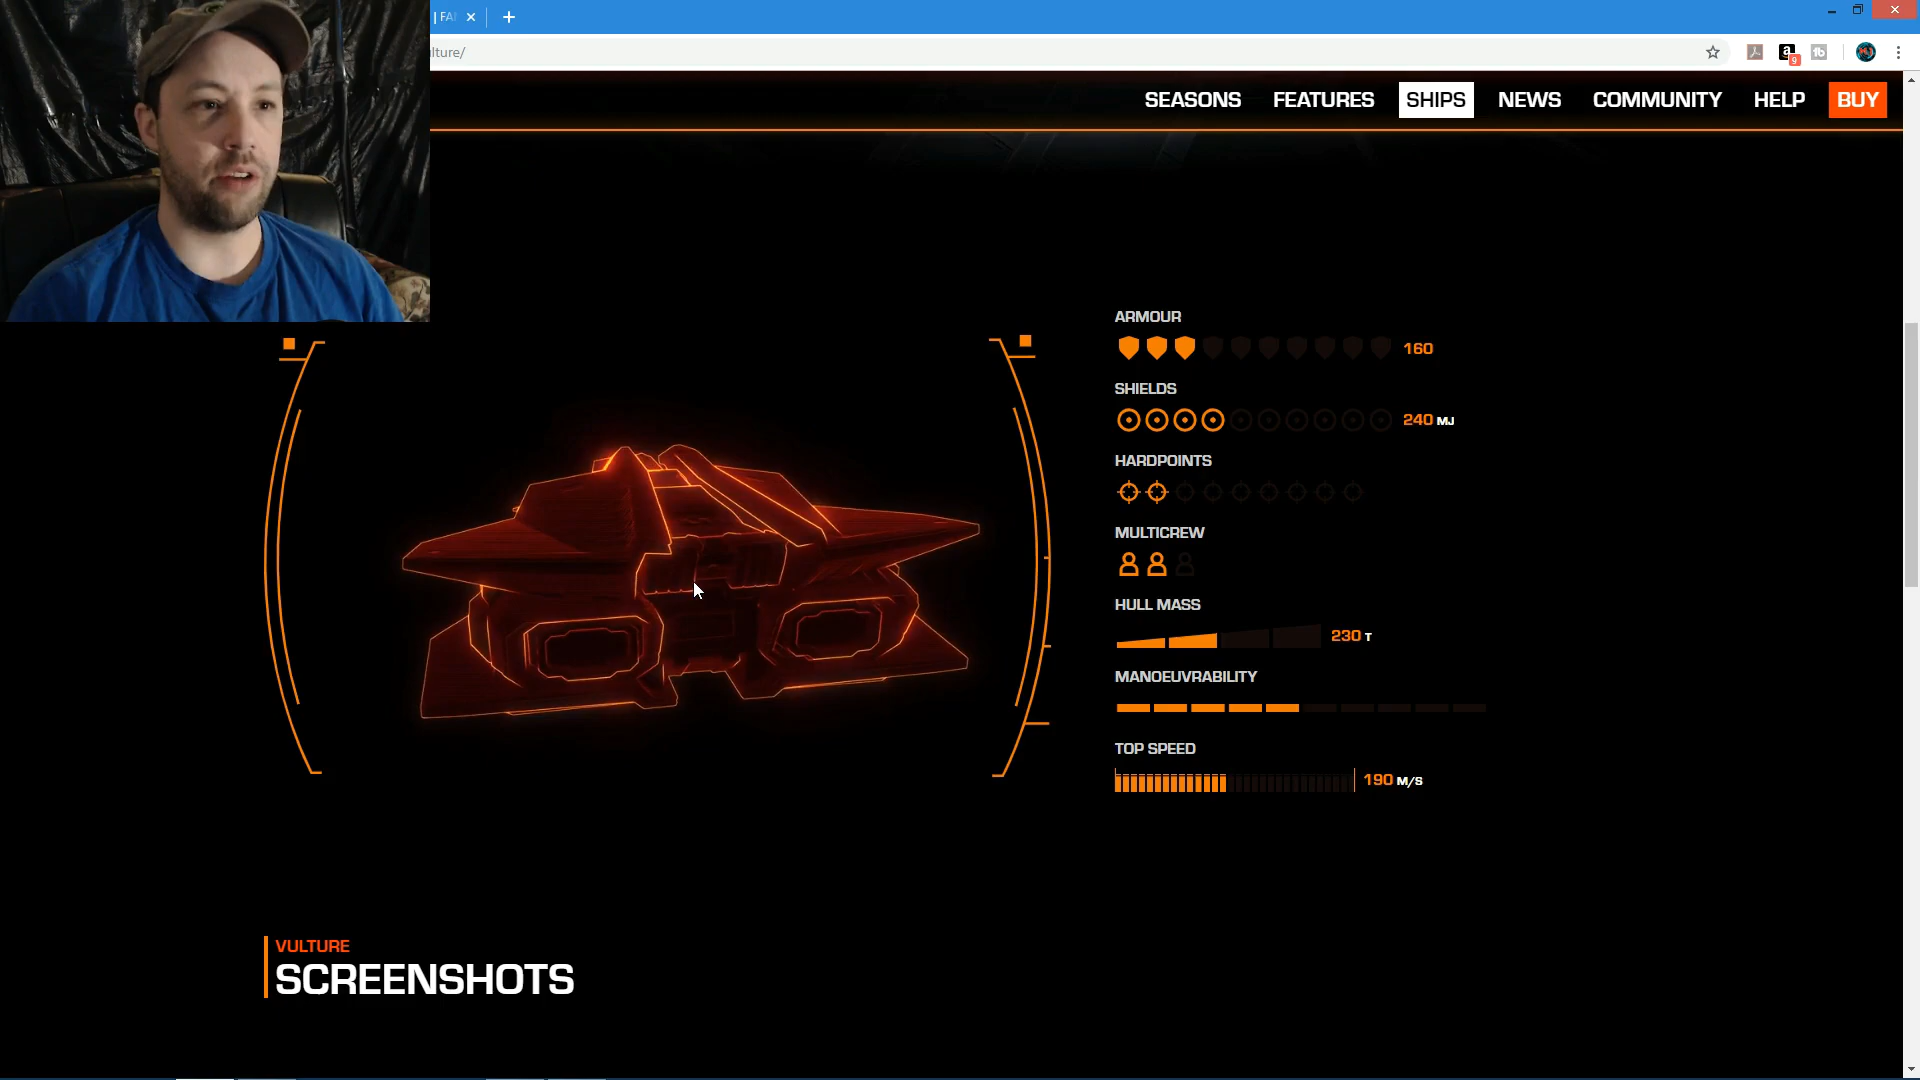 | FA
lture/
9
SEASONS FEATURES SHIPS NEWS COMMUNITY HELP BUY
ARMOUR
160
SHIELDS
240 MJ
HARDPOINTS
MULTICREW
HULL MASS
230 T
MANOEUVRABILITY
TOP SPEED
190 M/S
VULTURE
SCREENSHOTS